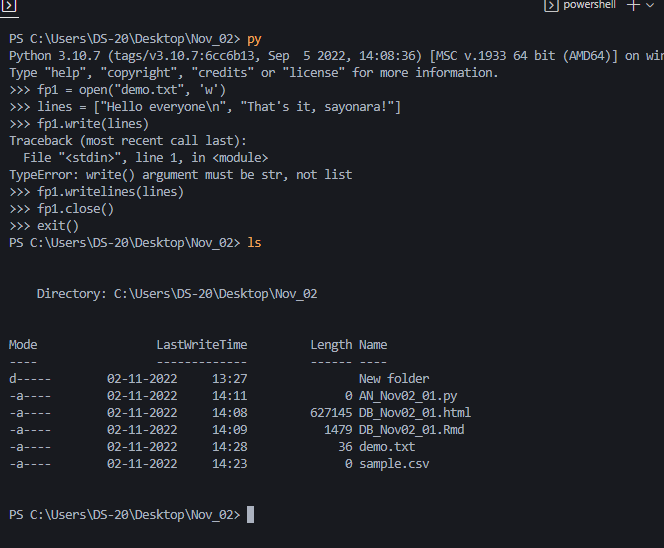 powershell
PS C:\Users\DS-20\Desktop\Nov_02> py
Python 3.10.7 (tags/v3.10.7:6cc6b13, Sep  5 2022, 14:08:36) [MSC v.1933 64 bit (AMD64)] on win
Type "help", "copyright", "credits" or "license" for more information.
>>> fp1 = open("demo.txt", 'w')
>>> lines = ["Hello everyone\n", "That's it, sayonara!"]
>>> fp1.write(lines)
Traceback (most recent call last):
  File "<stdin>", line 1, in <module>
TypeError: write() argument must be str, not list
>>> fp1.writelines(lines)
>>> fp1.close()
>>> exit()
PS C:\Users\DS-20\Desktop\Nov_02> ls
    Directory: C:\Users\DS-20\Desktop\Nov_02
Mode                 LastWriteTime         Length Name
----                 -------------         ------ ----
d-----        02-11-2022     13:27                New folder
-a----        02-11-2022     14:11              0 AN_Nov02_01.py
-a----        02-11-2022     14:08         627145 DB_Nov02_01.html
-a----        02-11-2022     14:09           1479 DB_Nov02_01.Rmd
-a----        02-11-2022     14:28             36 demo.txt
-a----        02-11-2022     14:23              0 sample.csv
PS C:\Users\DS-20\Desktop\Nov_02>